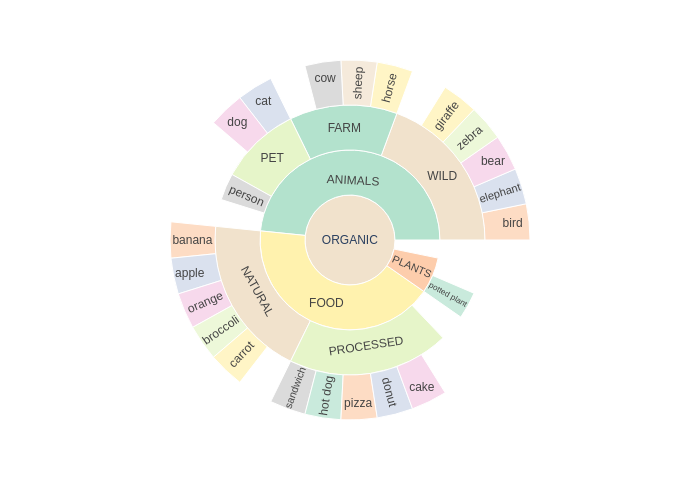 cow
sheep
horse
cat
dog
giraffe
zebra
bear
elephant
bird
FARM
PET
WILD
person
ANIMALS
ORGANIC
banana
apple
orange
broccoli
carrot
NATURAL
FOOD
PLANTS
potted plant
PROCESSED
sandwich
hot dog
pizza
donut
cake